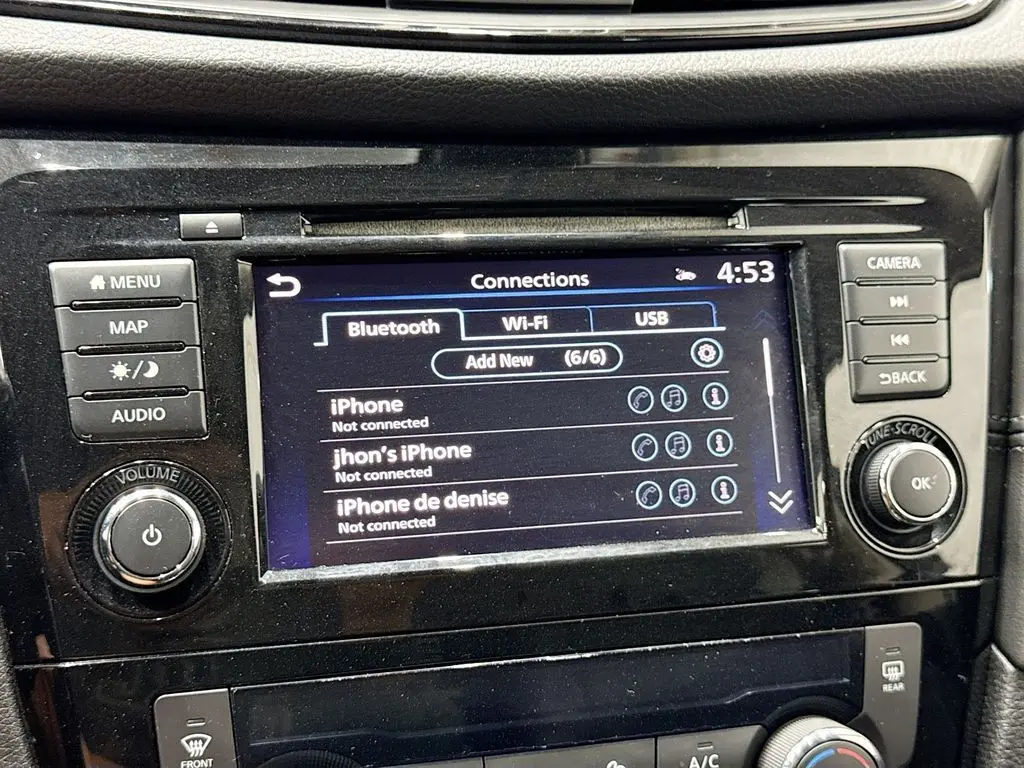 MENU
MAP
AUDIO
VOLUME
Connections 4:53
Bluetooth Wi-Fi USB
Add New (6/6)
iPhone
Not connected
jhon's iPhone
Not connected
iPhone de denise
Not connected
CAMERA
BACK
TUNE·SCROLL
OK
FRONT
A/C
REAR